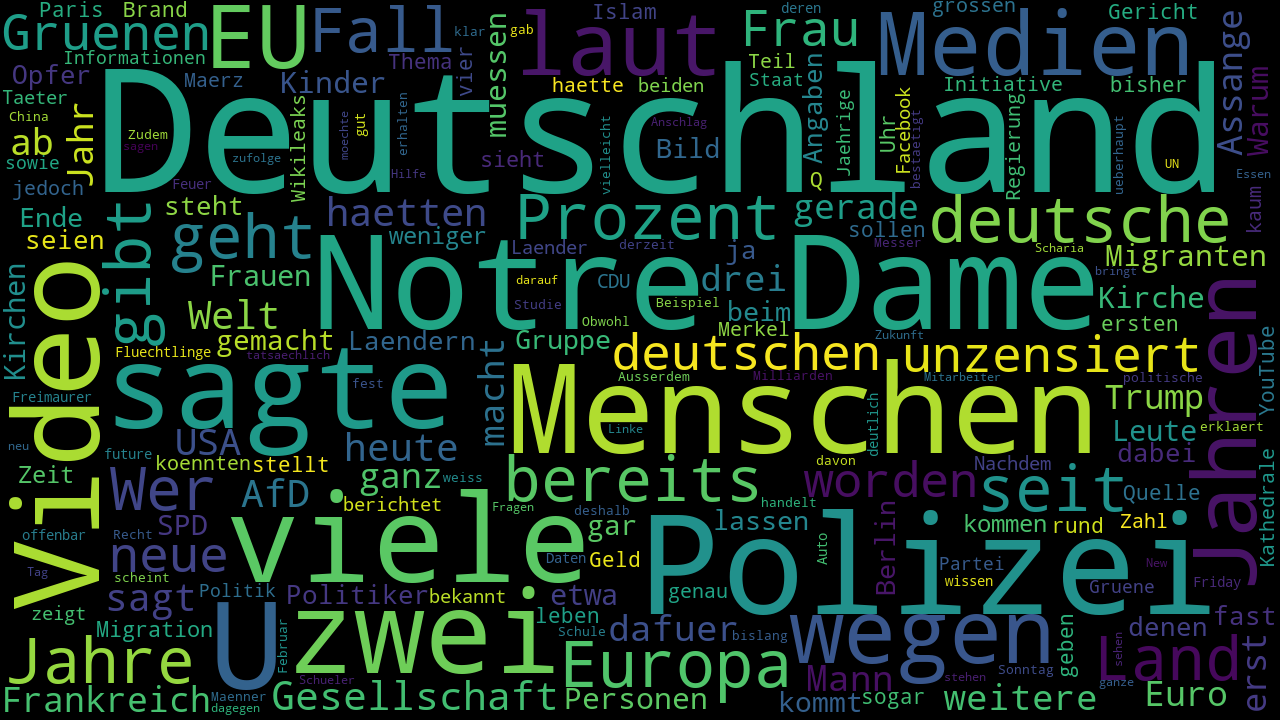 Paris Brand
Gruenen
EU
Fall
klar
gab
laut
Islam
Frau
deren
Medien
grossen
Gericht
Informationen
Opfer
Maerz
Kinder
Thema
vier
muessen
Teil
Staat
Initiative
bisher
Assange
Warum
Taeter
China
ab
sowie
Jahr
Zudem
sagen
zufolge
Wikileaks
moechte
gut
erhalten
haette
beiden
sieht
vielleicht
Anschlag
Bild
Angaben
Jaehrige
Uhr
Facebook
bestaetigt
Q
Regierung
ueberhaupt
UN
Essen
Deutschland
jedoch
Feuer
Hilfe
Ende
steht
haetten
Prozent
gerade
deutsche
kaum
seien
gibt
geht
weniger
Laender
derzeit
ja
sollen
Messer
Scharia
Migranten
Frauen
Notre
Dame
darauf
CDU
drei
bringt
Kirchen
Video
Welt
Studie
Beispiel
beim
Kirche
Obwohl
Merkel
Zukunft
ersten
Jahren
YouTube
Fluechtlinge
gemacht
tatsaechlich
Laendern
Gruppe
deutschen
unzensiert
sagte
fest
macht
Ausserdem
Milliarden
Mitarbeiter
politische
Freimaurer
Menschen
Trump
Linke
deutlich
Leute
erklaert
neu
future
USA
heute
Zeit
koennten
stellt
ganz
weiss
bereits
davon
Nachdem
dabei
Wer
AfD
berichtet
Fragen
handelt
worden
seit
Quelle
Kathedrale
offenbar
Recht
SPD
viele
deshalb
gar
lassen
kommen
rund
Zahl
Tag
neue
Daten
Geld
Polizei
Auto
Berlin
Partei
New
scheint
sagt
Politik
genau
wissen
Gruene
Friday
zeigt
Politiker
bekannt
etwa
Migration
U
zwei
leben
Schule
dafuer
bislang
wegen
geben
denen
fast
Jahre
Februar
Europa
Sonntag
Land
sehen
erst
Schueler
Mann
stehen
ganze
Frankreich
Maenner
dagegen
Gesellschaft
Personen
kommt
sogar
weitere
Euro